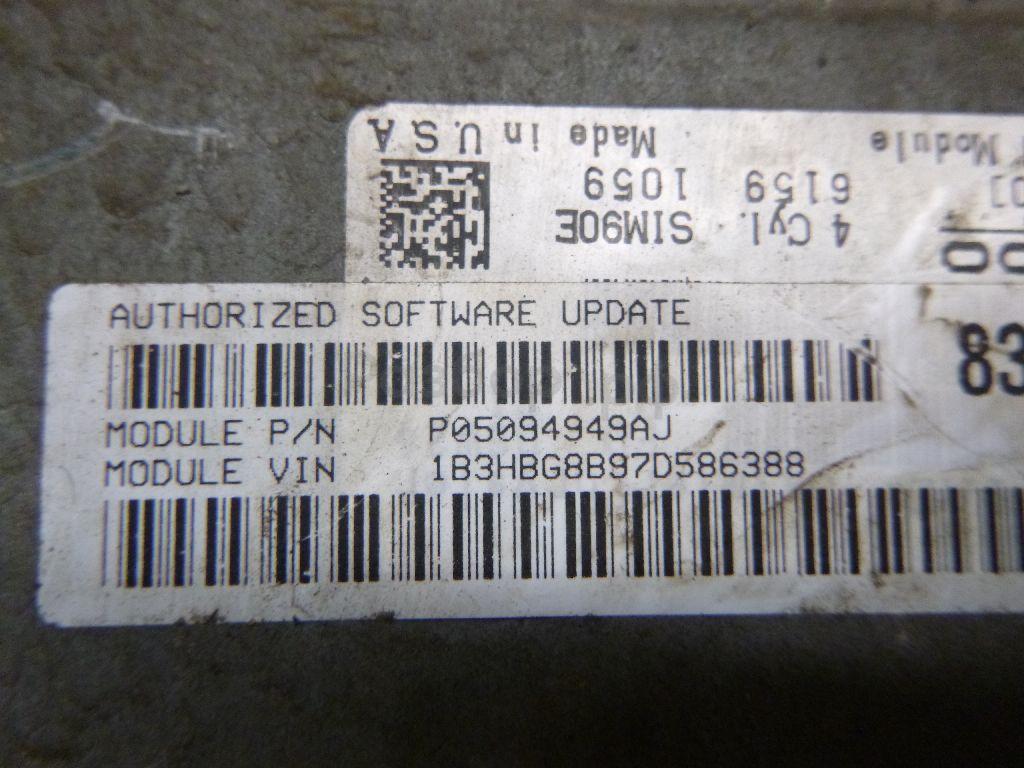 Made in U.S.A
Module
4 Cyl. SIM90E
6159 1059
AUTHORIZED SOFTWARE UPDATE
83
MODULE P/N P05094949AJ
MODULE VIN 1B3HBG8B97D586388